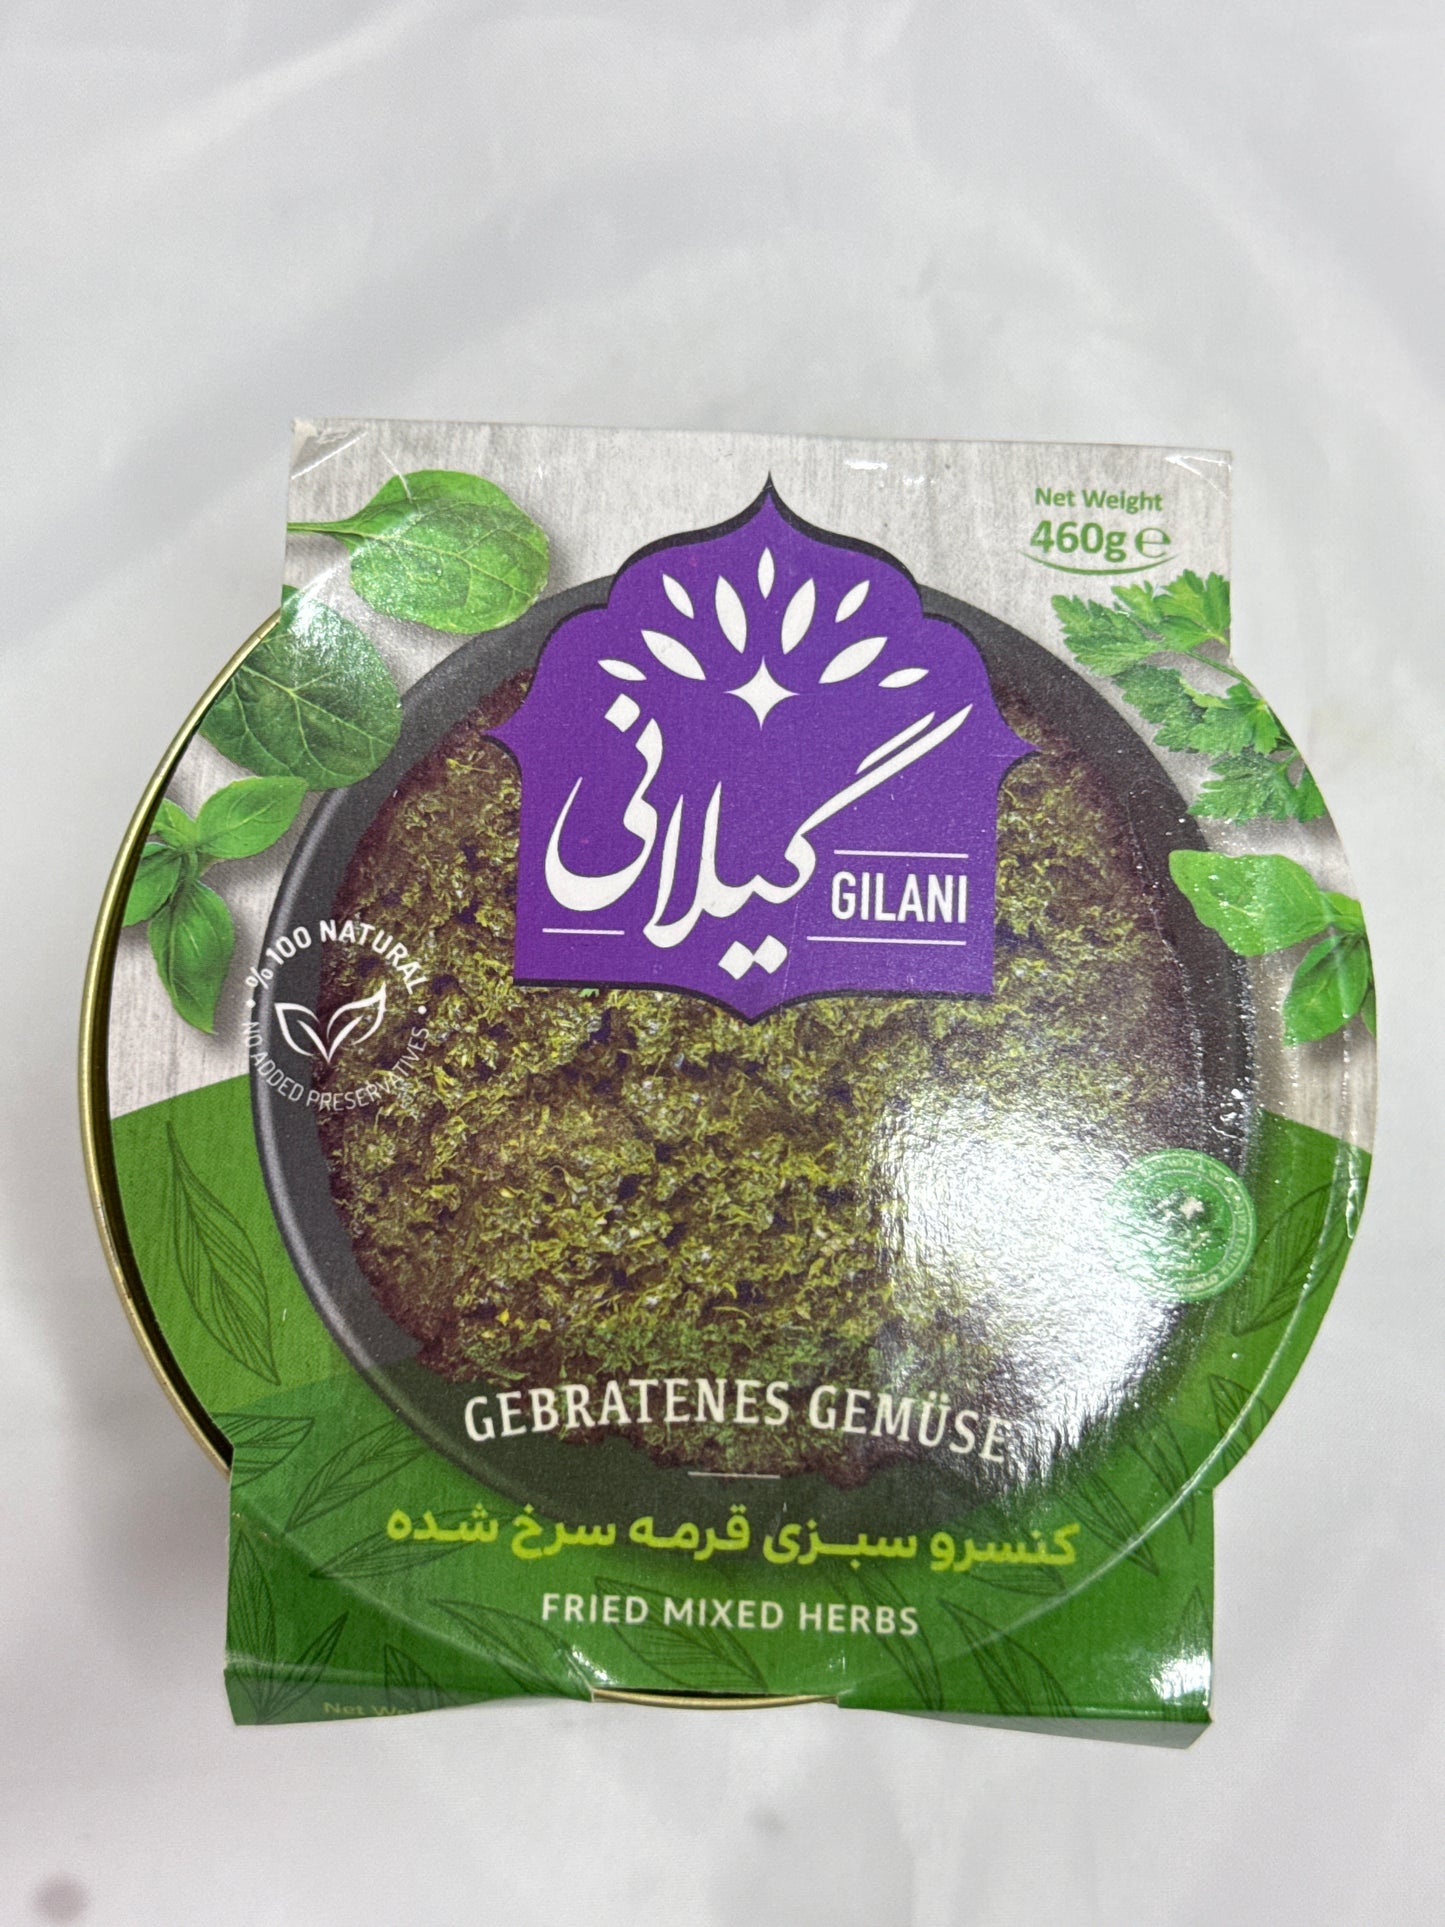 Net Weight
460g e
گیلانی
GILANI
% 100 NATURAL
NO ADDED PRESERVATIVES
GEBRATENES GEMÜSE
کنسرو سبزی قرمه سرخ شده
FRIED MIXED HERBS
Net